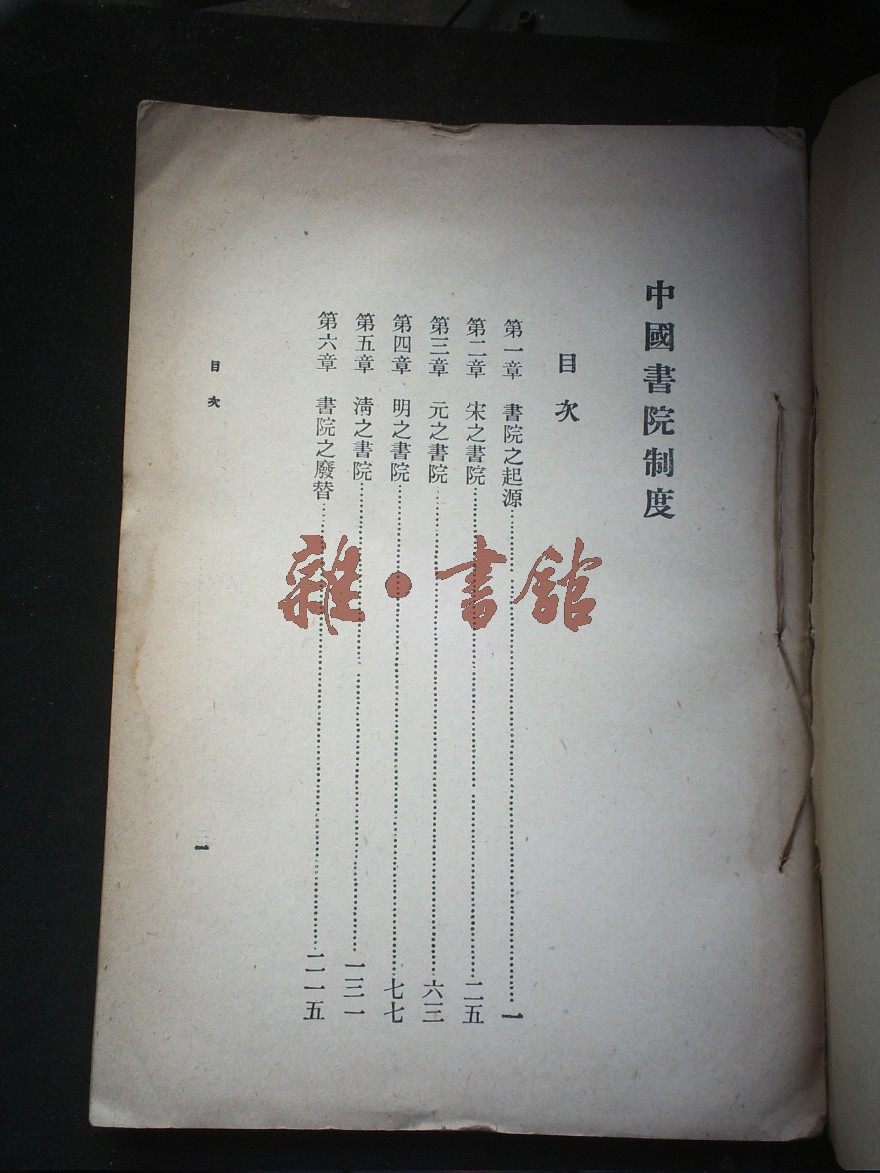 中國書院制度
目次
第一章 書院之起源…………一
第二章 宋之書院…………二五
第三章 元之書院…………六三
第四章 明之書院…………七七
第五章 淸之書院…………一三一
第六章 書院之廢替…………二一五
目次
雜·書館